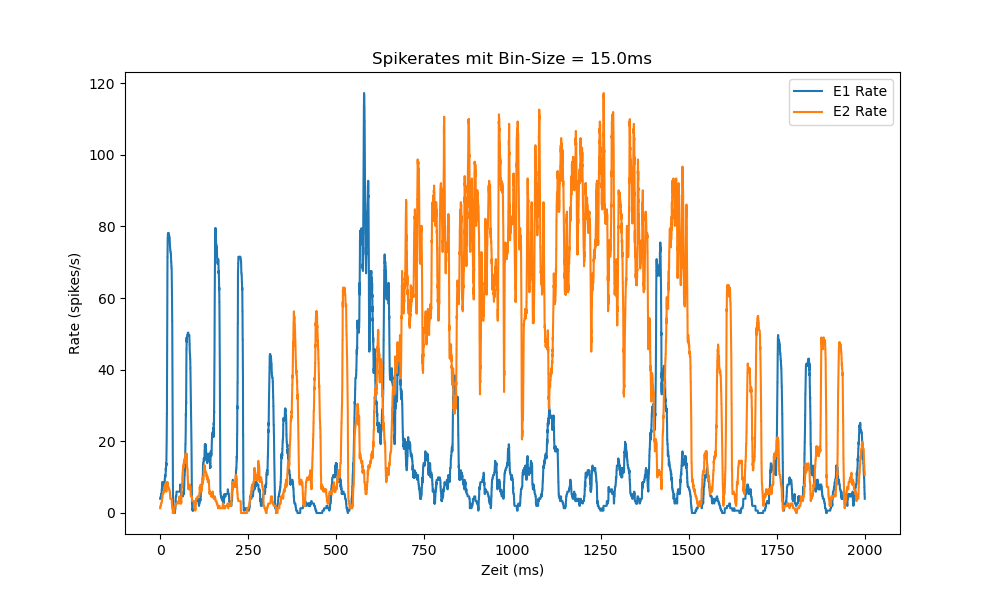 Spikerates mit Bin-Size = 15.0ms
E1 Rate
E2 Rate
Rate (spikes/s)
120
100
80
60
40
20
0
0 250 500 750 1000 1250 1500 1750 2000
Zeit (ms)